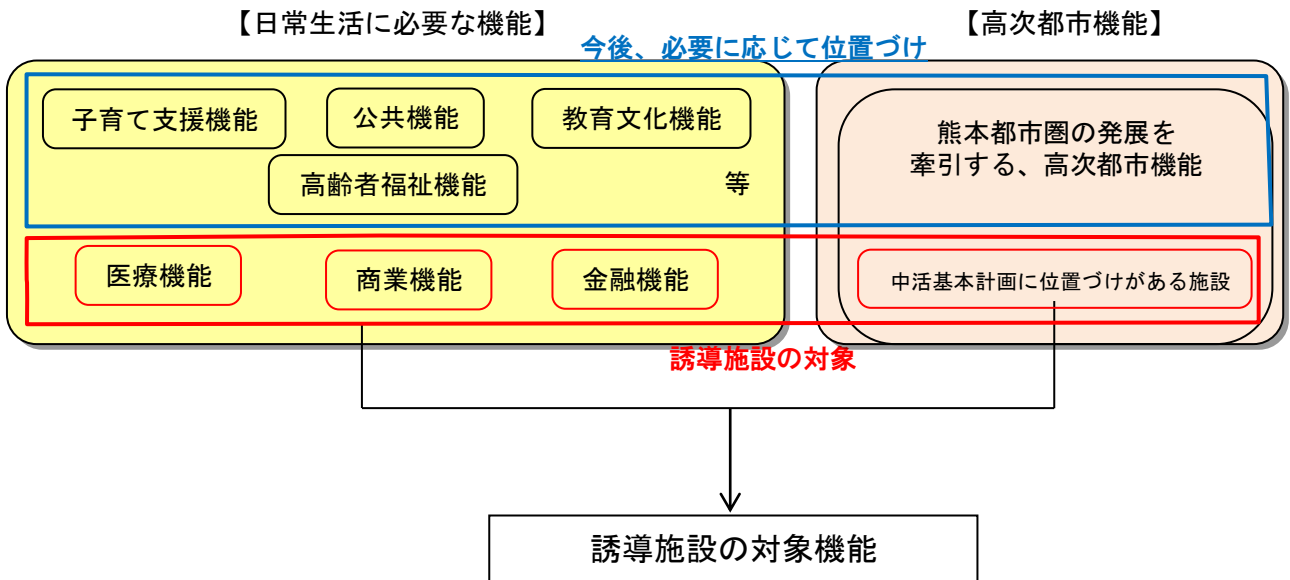 【日常生活に必要な機能】
【高次都市機能】
今後、必要に応じて位置づけ
子育て支援機能
公共機能
教育文化機能
高齢者福祉機能
等
熊本都市圏の発展を
牽引する、高次都市機能
医療機能
商業機能
金融機能
中活基本計画に位置づけがある施設
誘導施設の対象
誘導施設の対象機能